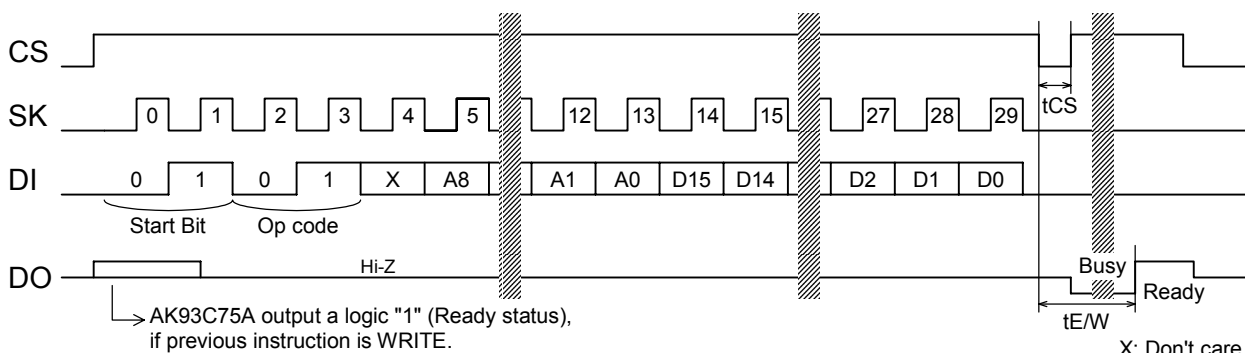 CS
tCS
SK 0 1 2 3 4 5 12 13 14 15 27 28 29
DI 0 1 0 1 X A8 A1 A0 D15 D14 D2 D1 D0
Start Bit Op code
DO Hi-Z Busy Ready
tE/W
AK93C75A output a logic "1" (Ready status),
if previous instruction is WRITE.
X: Don't care